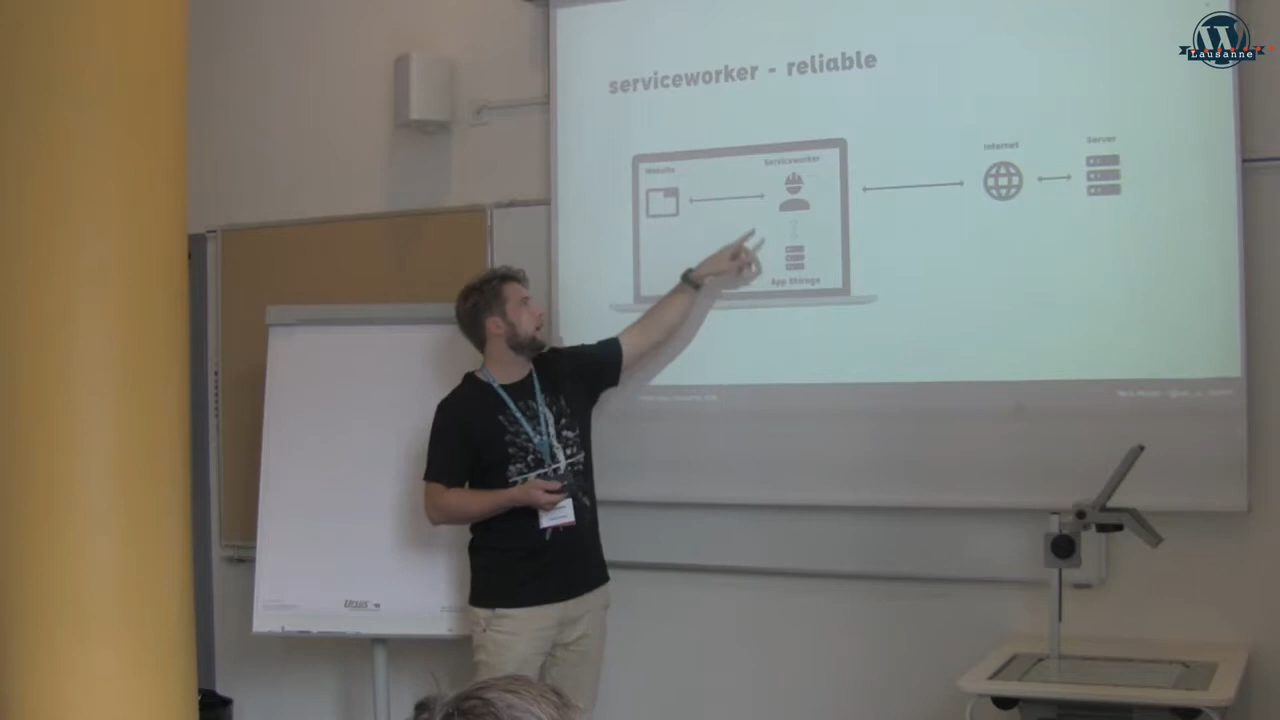 Lausanne
serviceworker - reliable
Internet
Server
Serviceworker
Website
App Storage